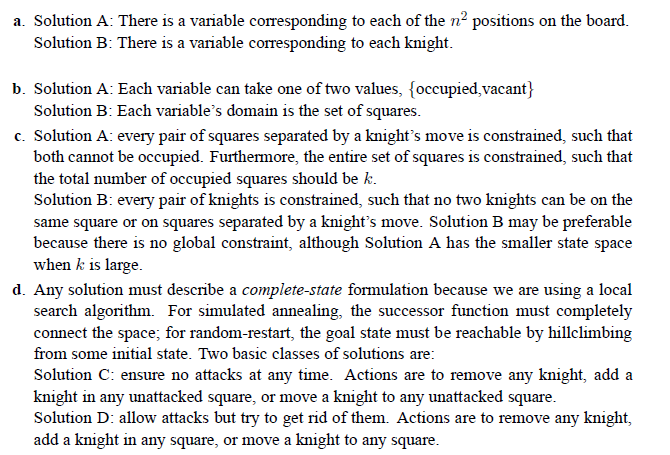 a. Solution A: There is a variable corresponding to each of the n² positions on the board.
Solution B: There is a variable corresponding to each knight.
b. Solution A: Each variable can take one of two values, {occupied,vacant}
Solution B: Each variable's domain is the set of squares.
c. Solution A: every pair of squares separated by a knight's move is constrained, such that
both cannot be occupied. Furthermore, the entire set of squares is constrained, such that
the total number of occupied squares should be k.
Solution B: every pair of knights is constrained, such that no two knights can be on the
same square or on squares separated by a knight's move. Solution B may be preferable
because there is no global constraint, although Solution A has the smaller state space
when k is large.
d. Any solution must describe a complete-state formulation because we are using a local
search algorithm. For simulated annealing, the successor function must completely
connect the space; for random-restart, the goal state must be reachable by hillclimbing
from some initial state. Two basic classes of solutions are:
Solution C: ensure no attacks at any time. Actions are to remove any knight, add a
knight in any unattacked square, or move a knight to any unattacked square.
Solution D: allow attacks but try to get rid of them. Actions are to remove any knight,
add a knight in any square, or move a knight to any square.